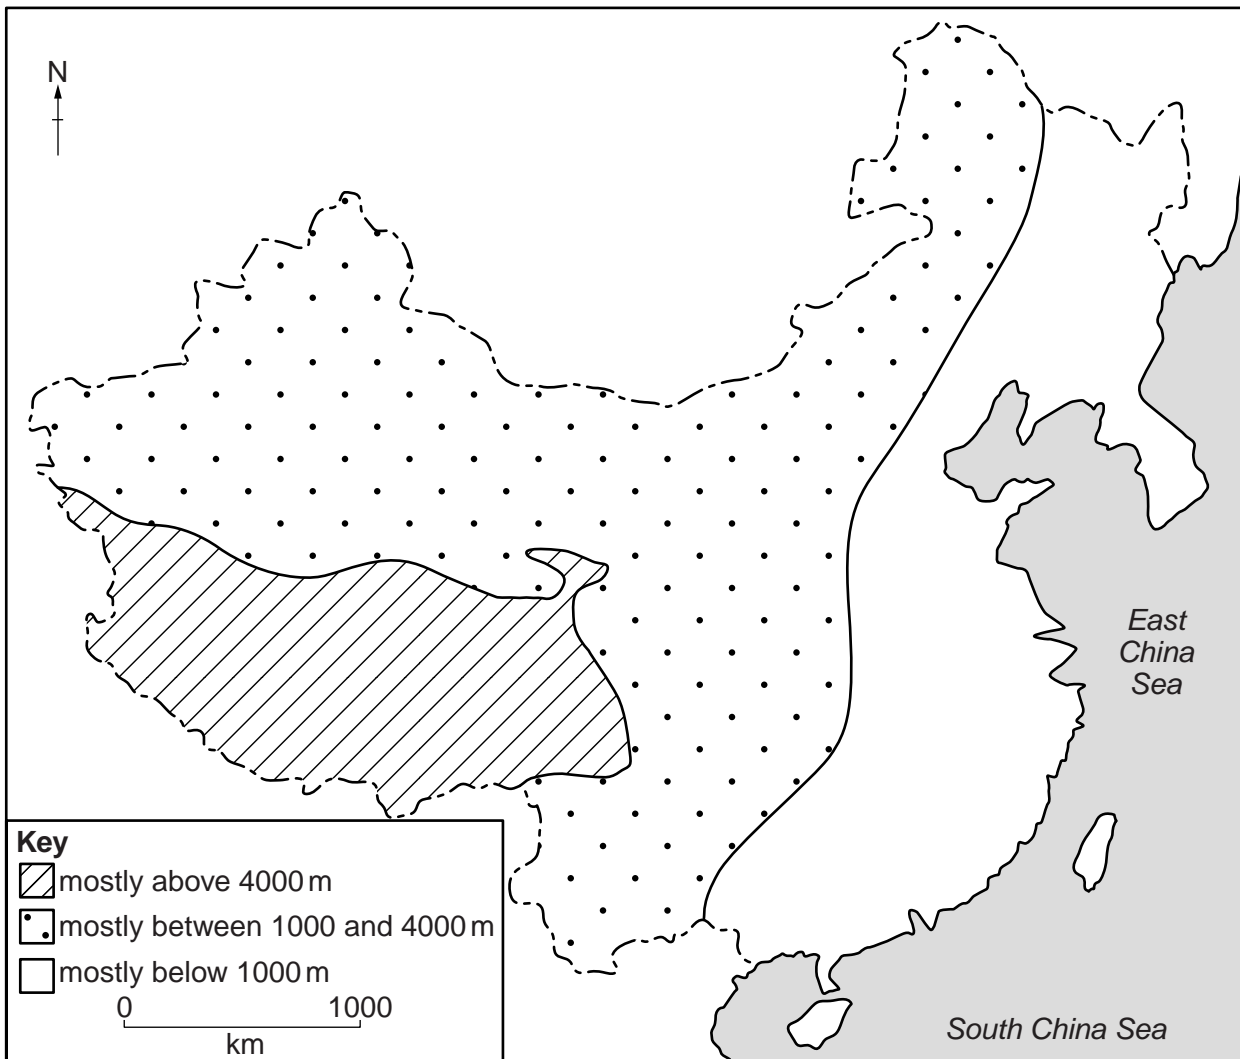 N
East
China
Sea
Key
mostly above 4000 m
mostly between 1000 and 4000 m
mostly below 1000 m
0 1000
km
South China Sea